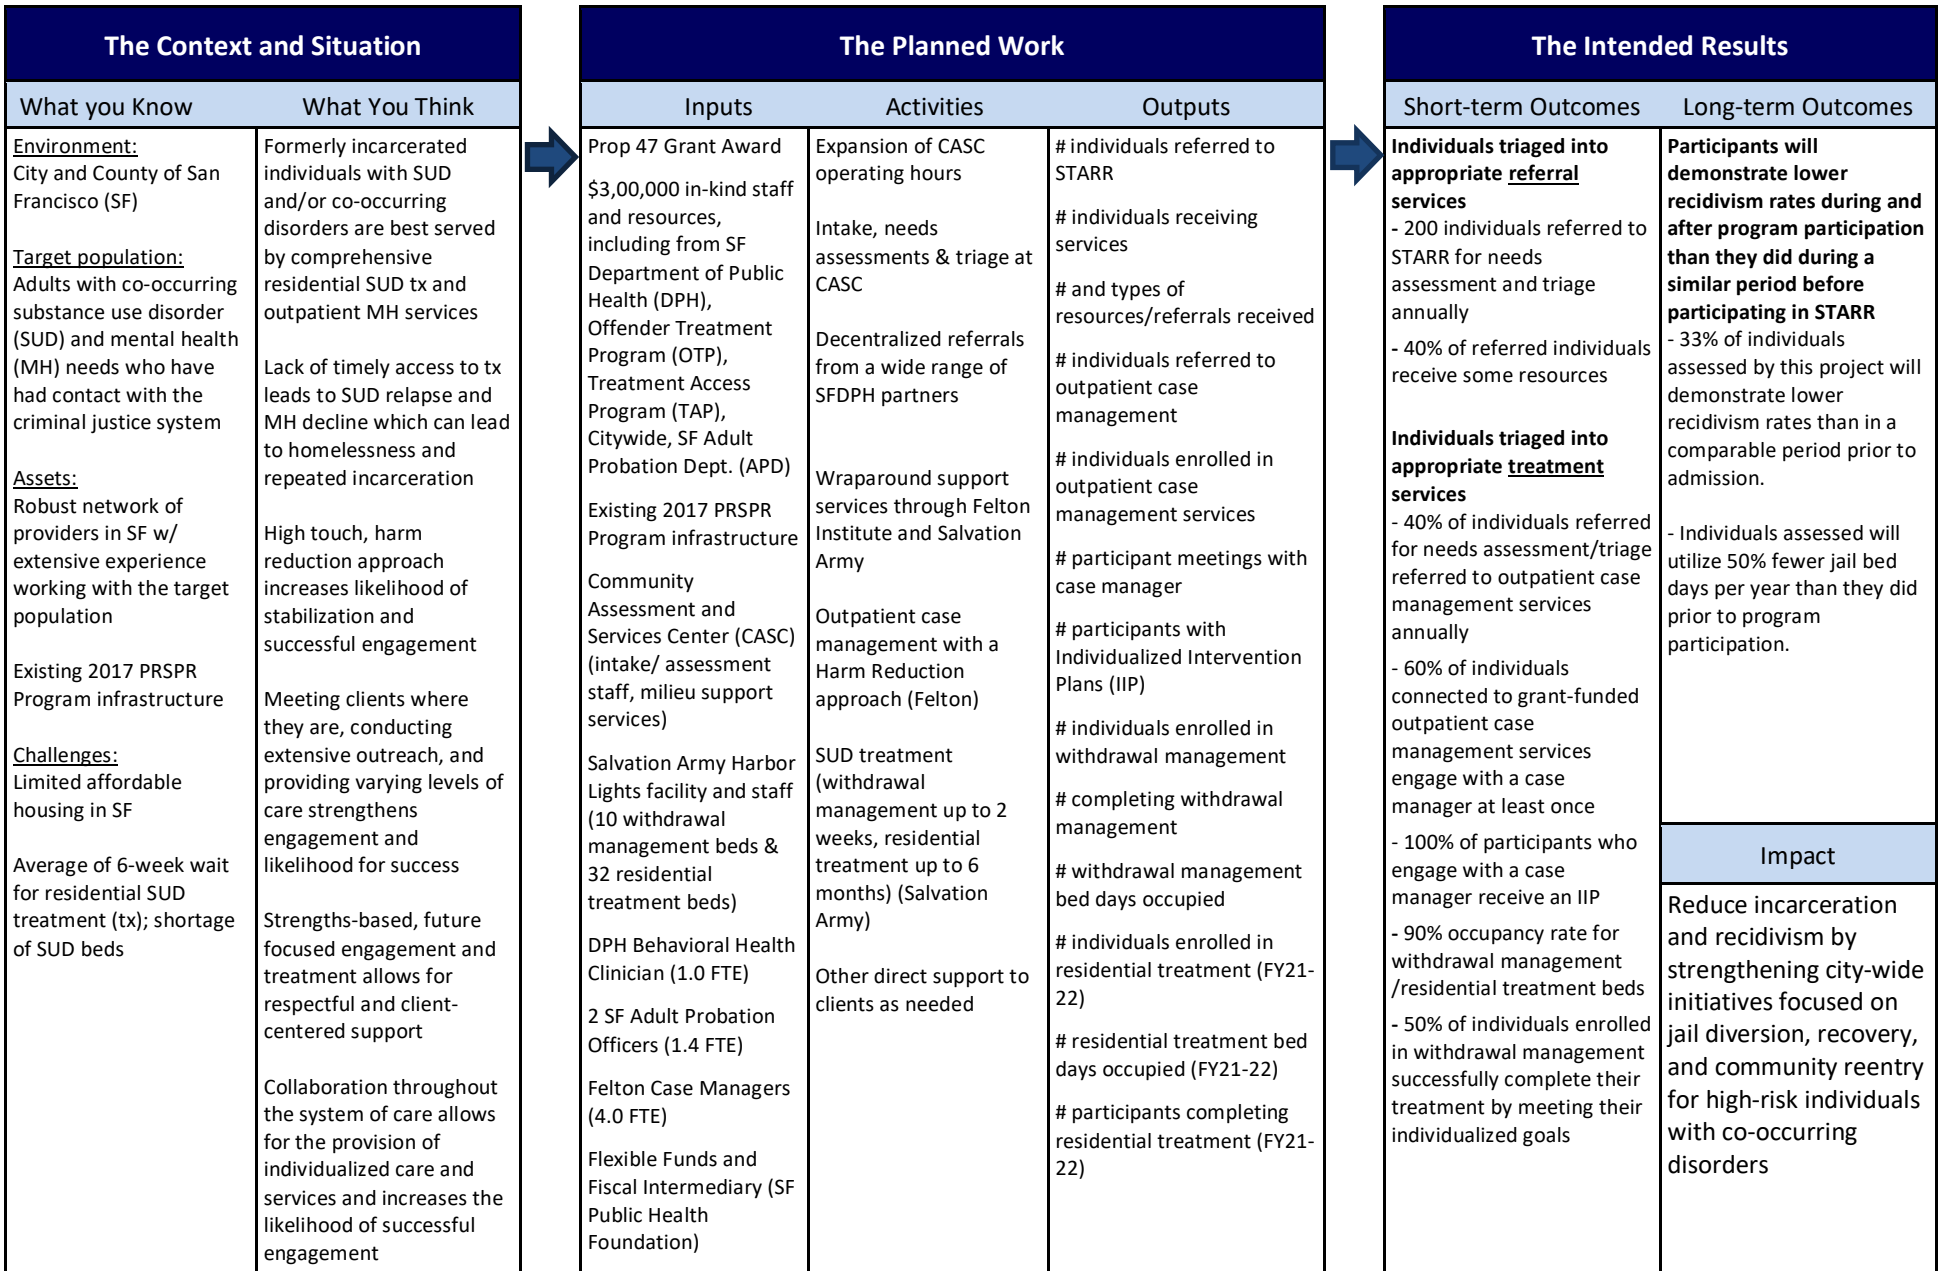 The Context and Situation
What you Know
Environment:
City and County of San
Francisco (SF)
Target population:
Adults with co-occurring
substance use disorder
(SUD) and mental health
(MH) needs who have
had contact with the
criminal justice system
Assets:
Robust network of
providers in SF w/
extensive experience
working with the target
population
Existing 2017 PRSPR
Program infrastructure
Challenges:
Limited affordable
housing in SF
Average of 6-week wait
for residential SUD
treatment (tx); shortage
of SUD beds
What You Think
Formerly incarcerated
individuals with SUD
and/or co-occurring
disorders are best served
by comprehensive
residential SUD tx and
outpatient MH services
Lack of timely access to tx
leads to SUD relapse and
MH decline which can lead
to homelessness and
repeated incarceration
High touch, harm
reduction approach
increases likelihood of
stabilization and
successful engagement
Meeting clients where
they are, conducting
extensive outreach, and
providing varying levels of
care strengthens
engagement and
likelihood for success
Strengths-based, future
focused engagement and
treatment allows for
respectful and client-
centered support
Collaboration throughout
the system of care allows
for the provision of
individualized care and
services and increases the
likelihood of successful
engagement
The Planned Work
Inputs
Prop 47 Grant Award
$3,00,000 in-kind staff
and resources,
including from SF
Department of Public
Health (DPH),
Offender Treatment
Program (OTP),
Treatment Access
Program (TAP),
Citywide, SF Adult
Probation Dept. (APD)
Existing 2017 PRSPR
Program infrastructure
Community
Assessment and
Services Center (CASC)
(intake/ assessment
staff, milieu support
services)
Salvation Army Harbor
Lights facility and staff
(10 withdrawal
management beds &
32 residential
treatment beds)
DPH Behavioral Health
Clinician (1.0 FTE)
2 SF Adult Probation
Officers (1.4 FTE)
Felton Case Managers
(4.0 FTE)
Flexible Funds and
Fiscal Intermediary (SF
Public Health
Foundation)
Activities
Expansion of CASC
operating hours
Intake, needs
assessments & triage at
CASC
Decentralized referrals
from a wide range of
SFDPH partners
Wraparound support
services through Felton
Institute and Salvation
Army
Outpatient case
management with a
Harm Reduction
approach (Felton)
SUD treatment
(withdrawal
management up to 2
weeks, residential
treatment up to 6
months) (Salvation
Army)
Other direct support to
clients as needed
Outputs
# individuals referred to
STARR
# individuals receiving
services
# and types of
resources/referrals received
# individuals referred to
outpatient case
management
# individuals enrolled in
outpatient case
management services
# participant meetings with
case manager
# participants with
Individualized Intervention
Plans (IIP)
# individuals enrolled in
withdrawal management
# completing withdrawal
management
# withdrawal management
bed days occupied
# individuals enrolled in
residential treatment (FY21-
22)
# residential treatment bed
days occupied (FY21-22)
# participants completing
residential treatment (FY21-
22)
The Intended Results
Short-term Outcomes
Individuals triaged into
appropriate referral
services
- 200 individuals referred to
STARR for needs
assessment and triage
annually
- 40% of referred individuals
receive some resources
Individuals triaged into
appropriate treatment
services
- 40% of individuals referred
for needs assessment/triage
referred to outpatient case
management services
annually
- 60% of individuals
connected to grant-funded
outpatient case
management services
engage with a case
manager at least once
- 100% of participants who
engage with a case
manager receive an IIP
- 90% occupancy rate for
withdrawal management
/residential treatment beds
- 50% of individuals enrolled
in withdrawal management
successfully complete their
treatment by meeting their
individualized goals
Long-term Outcomes
Participants will
demonstrate lower
recidivism rates during and
after program participation
than they did during a
similar period before
participating in STARR
- 33% of individuals
assessed by this project will
demonstrate lower
recidivism rates than in a
comparable period prior to
admission.
- Individuals assessed will
utilize 50% fewer jail bed
days per year than they did
prior to program
participation.
Impact
Reduce incarceration
and recidivism by
strengthening city-wide
initiatives focused on
jail diversion, recovery,
and community reentry
for high-risk individuals
with co-occurring
disorders